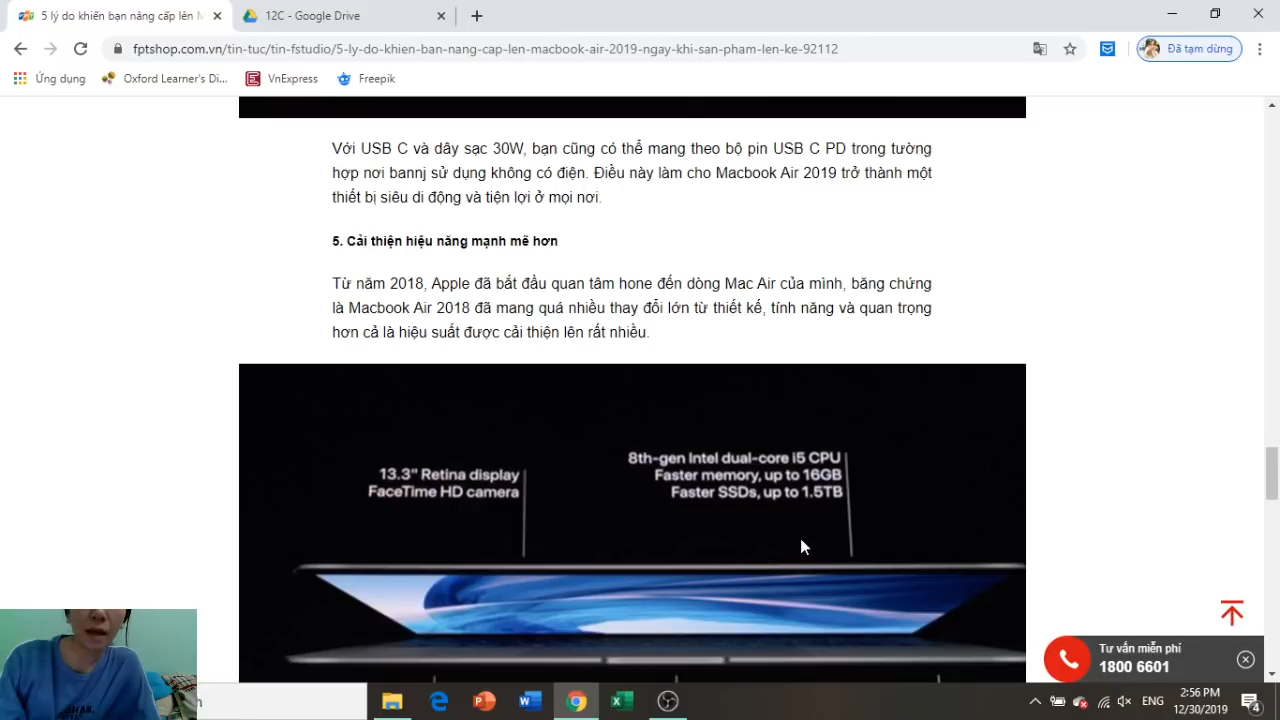 5 lý do khiến bạn nâng cấp lên
12C - Google Drive
fptshop.com.vn/tin-tuc/tin-fstudio/5-ly-do-khien-ban-nang-cap-len-macbook-air-2019-ngay-khi-san-pham-len-ke-92112
Đã tạm dừng
Ứng dụng
Oxford Learner's Di...
VnExpress
Freepik
Với USB C và dây sạc 30W, bạn cũng có thể mang theo bộ pin USB C PD trong tường
hợp nơi bannj sử dụng không có điện. Điều này làm cho Macbook Air 2019 trở thành một
thiết bị siêu di động và tiện lợi ở mọi nơi.
5. Cải thiện hiệu năng mạnh mẽ hơn
Từ năm 2018, Apple đã bắt đầu quan tâm hone đến dòng Mac Air của mình, băng chứng
là Macbook Air 2018 đã mang quá nhiều thay đổi lớn từ thiết kế, tính năng và quan trọng
hơn cả là hiệu suất được cải thiện lên rất nhiều.
13.3" Retina display
FaceTime HD camera
8th-gen Intel dual-core i5 CPU
Faster memory, up to 16GB
Faster SSDs, up to 1.5TB
Tư vấn miễn phí
1800 6601
ENG
2:56 PM
12/30/2019
4